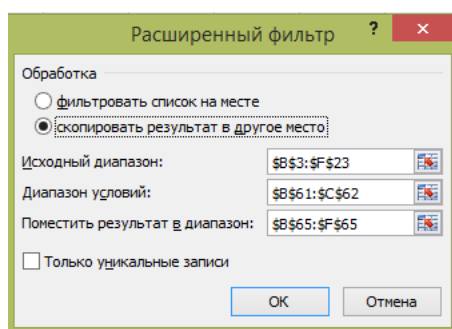 Расширенный фильтр ? ×
Обработка
фильтровать список на месте
скопировать результат в другое место
Исходный диапазон: $B$3:$F$23
Диапазон условий: $B$61:$C$62
Поместить результат в диапазон: $B$65:$F$65
Только уникальные записи
ОК Отмена